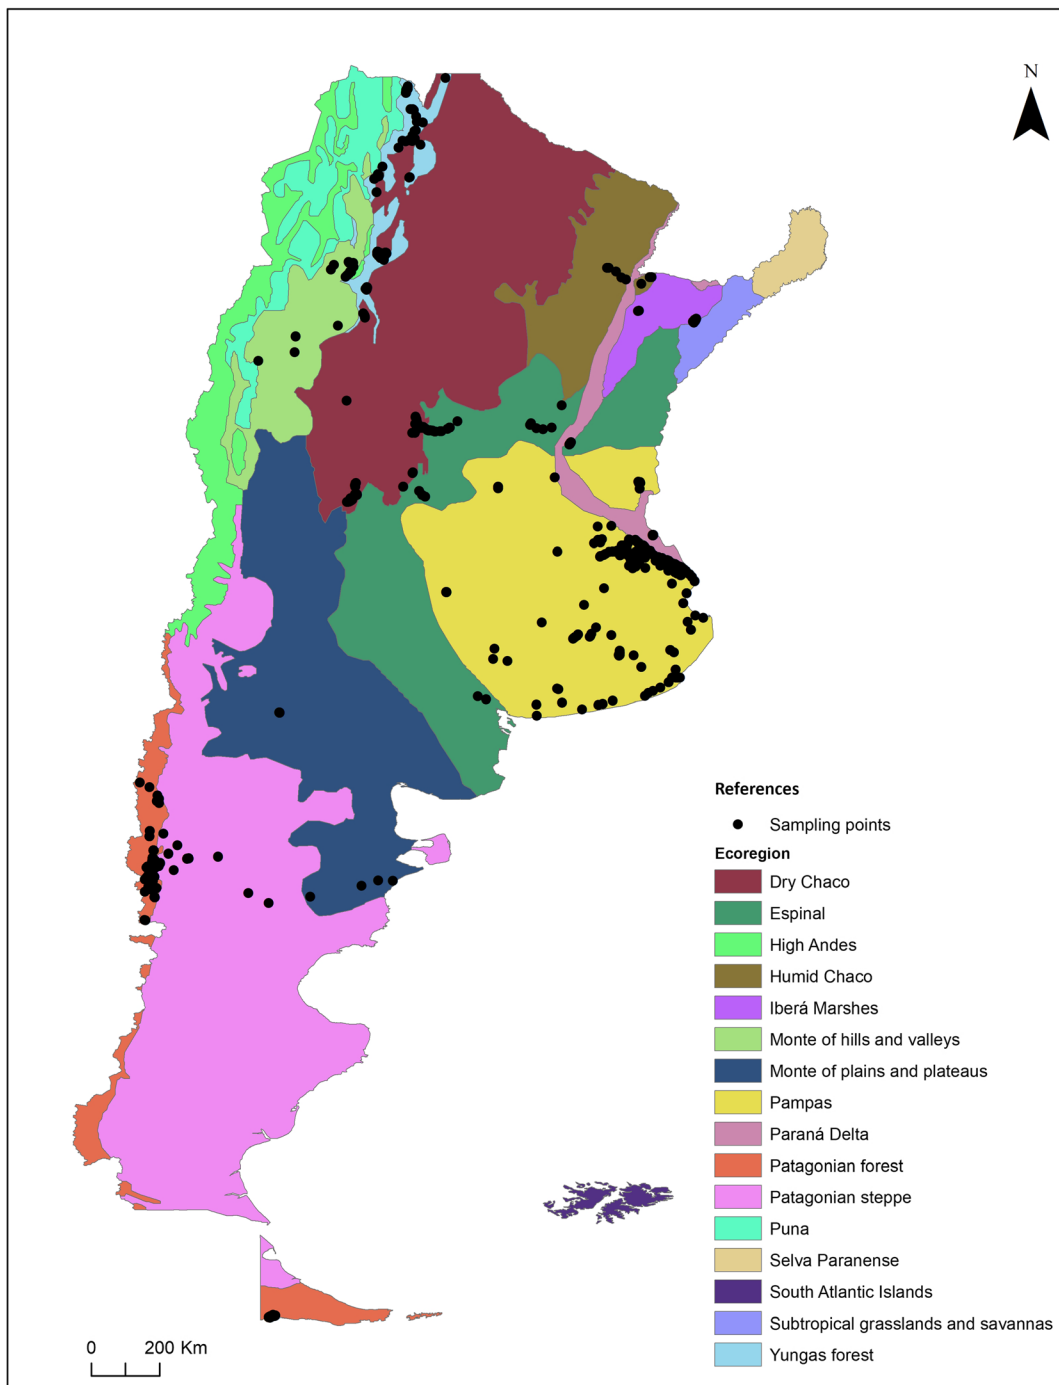 N
References
Sampling points
Ecoregion
Dry Chaco
Espinal
High Andes
Humid Chaco
Iberá Marshes
Monte of hills and valleys
Monte of plains and plateaus
Pampas
Paraná Delta
Patagonian forest
Patagonian steppe
Puna
Selva Paranense
South Atlantic Islands
Subtropical grasslands and savannas
Yungas forest
0 200 Km